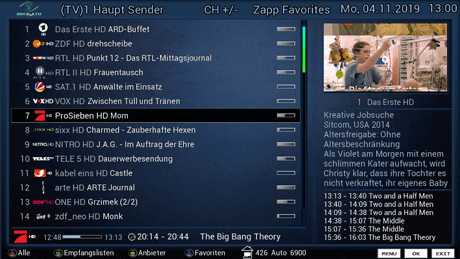 (TV)1 Haupt Sender CH +/- Zapp Favorites Mo, 04.11.2019 13:00
1 Das Erste HD ARD-Buffet
2 ZDF HD drehscheibe
3 RTL HD Punkt 12 - Das RTL-Mittagsjournal
4 RTL II HD Frauentausch
5 SAT.1 HD Anwälte im Einsatz
6 VOX HD Zwischen Tüll und Tränen
7 ProSieben HD Mom
8 sixx HD Charmed - Zauberhafte Hexen
9 NITRO HD J.A.G. - Im Auftrag der Ehre
10 TELE 5 HD Dauerwerbesendung
11 kabel eins HD Castle
12 arte HD ARTE Journal
13 ONE HD Grzimek (2/2)
14 zdf_neo HD Monk
1 Das Erste HD
Kreative Jobsuche
Sitcom, USA 2014
Altersfreigabe: Ohne
Altersbeschränkung
Als Violet am Morgen mit einem
schlimmen Kater aufwacht, wird
Christy klar, dass ihre Tochter es
nicht verkraftet, ihr eigenes Baby
13:13 - 13:40 Two and a Half Men
13:40 - 14:09 Two and a Half Men
14:09 - 14:38 Two and a Half Men
14:38 - 15:07 The Middle
15:07 - 15:36 The Middle
15:36 - 16:03 The Big Bang Theory
HD 12:48 13:13 20:14 - 20:44 The Big Bang Theory
Alle Empfangslisten Anbieter Favoriten 426 Auto 6900 MENU OK EXIT